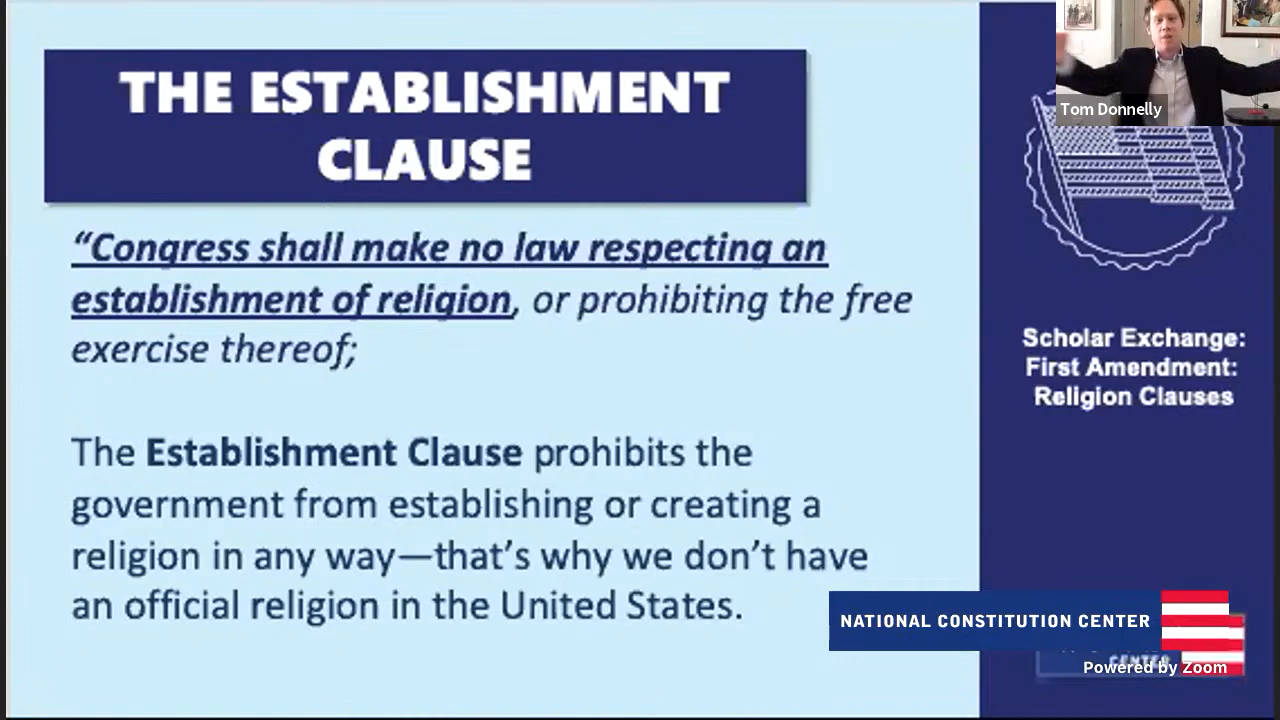 THE ESTABLISHMENT
CLAUSE
“Congress shall make no law respecting an
establishment of religion, or prohibiting the free
exercise thereof;
The Establishment Clause prohibits the
government from establishing or creating a
religion in any way—that’s why we don’t have
an official religion in the United States.
Tom Donnelly
Scholar Exchange:
First Amendment:
Religion Clauses
NATIONAL CONSTITUTION CENTER
CENTER
Powered by Zoom